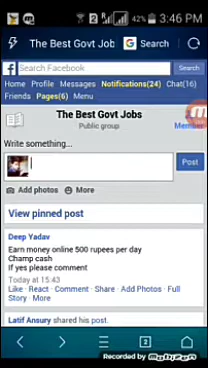 42% 3:46 PM
The Best Govt Job G Search
f Search Facebook Search
Home Profile Messages Notifications(24) Chat(16)
Friends Pages(6) Menu
The Best Govt Jobs
Public group
Member
Write something...
Post
Add photos More
View pinned post
Deep Yadav
Earn money online 500 rupees per day
Champ cash
If yes please comment
Today at 15:43
Like · React · Comment · Share · Add Photos · Full
Story · More
Latif Ansury shared his post.
2
Recorded by Mobizen